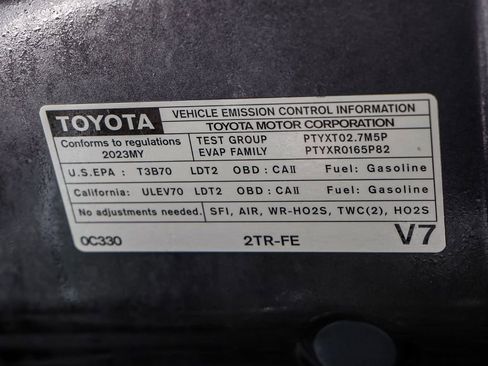 TOYOTA VEHICLE EMISSION CONTROL INFORMATION
TOYOTA MOTOR CORPORATION
Conforms to regulations TEST GROUP PTYXT02.7M5P
2023MY EVAP FAMILY PTYXR0165P82
U.S.EPA : T3B70 LDT2 OBD : CAII Fuel: Gasoline
California: ULEV70 LDT2 OBD : CAII Fuel: Gasoline
No adjustments needed. SFI, AIR, WR-HO2S, TWC(2), HO2S
0C330 2TR-FE V7